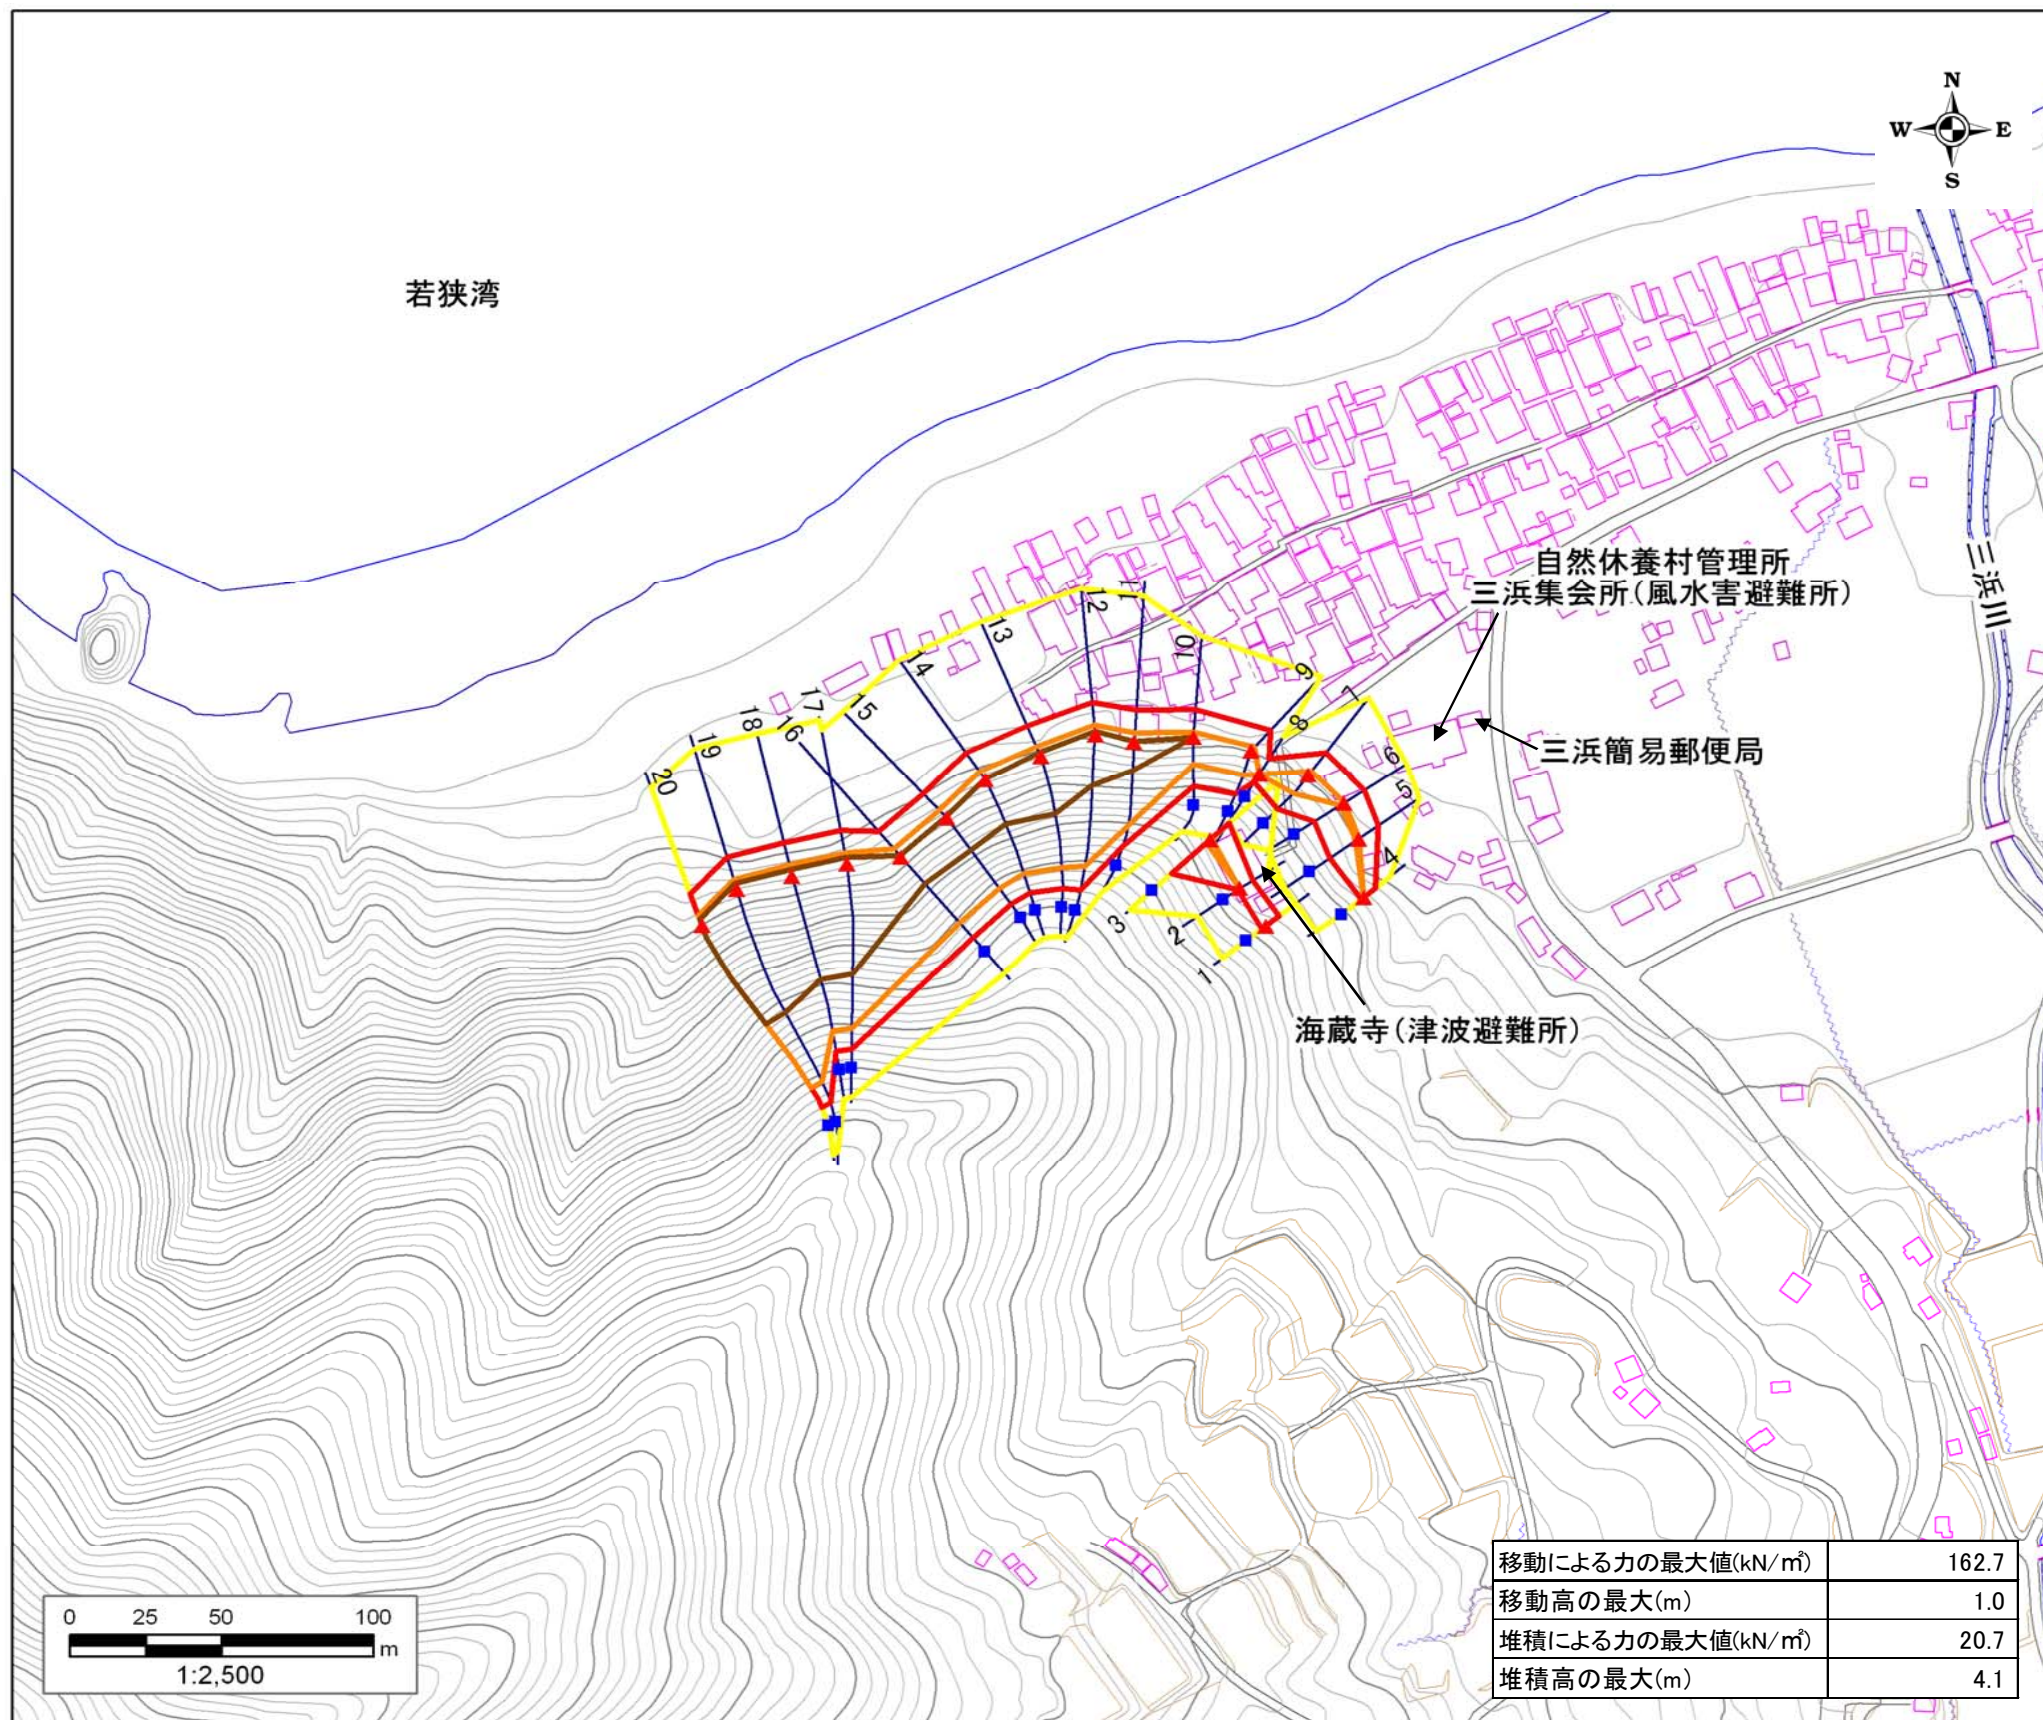 N
W E
S
若狭湾
自然休養村管理所
三浜集会所(風水害避難所)
三浜川
三浜簡易郵便局
海蔵寺(津波避難所)
12
11
13
10
14
9
17
15
7
18
16
8
19
6
20
5
4
3
2
1
移動による力の最大値(kN/㎡) 162.7
移動高の最大(m) 1.0
堆積による力の最大値(kN/㎡) 20.7
堆積高の最大(m) 4.1
0 25 50 100
m
1:2,500